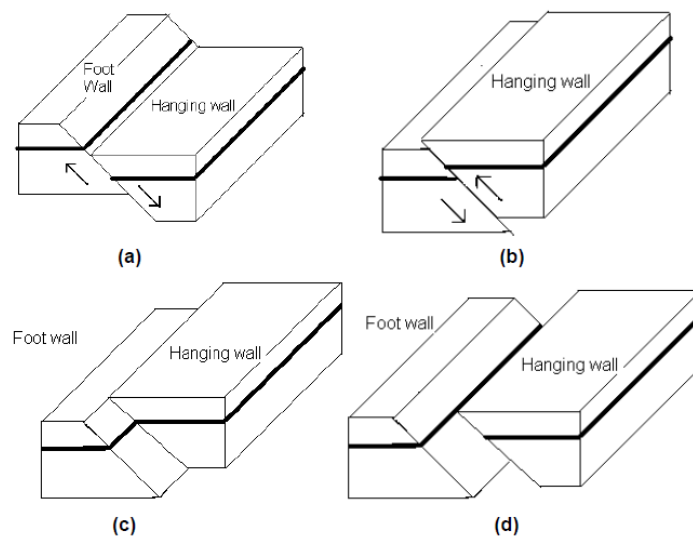 Foot
Wall
Hanging wall
Hanging wall
(a)
(b)
Foot wall
Hanging wall
Foot wall
Hanging wall
(c)
(d)